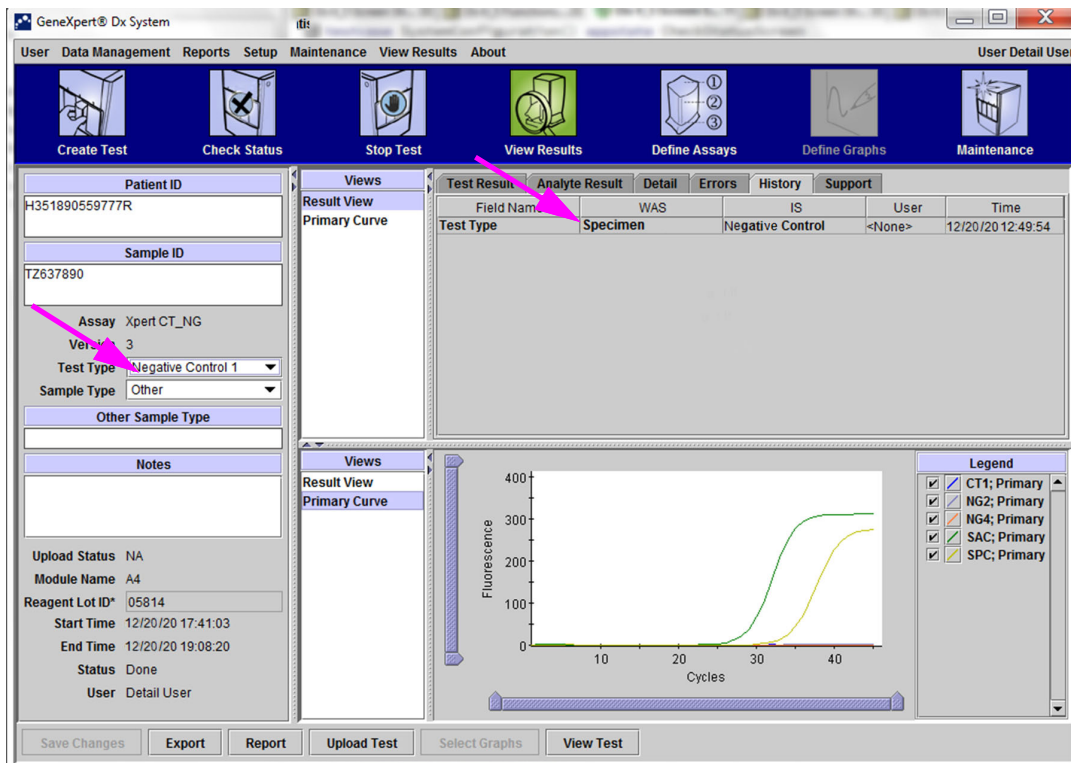 GeneXpert® Dx System
User Data Management Reports Setup Maintenance View Results About User Detail User
Create Test Check Status Stop Test View Results Define Assays Define Graphs Maintenance
Patient ID
H351890559777R
Sample ID
TZ637890
Assay Xpert CT_NG
Version 3
Test Type Negative Control 1
Sample Type Other
Other Sample Type
Notes
Upload Status NA
Module Name A4
Reagent Lot ID* 05814
Start Time 12/20/20 17:41:03
End Time 12/20/20 19:08:20
Status Done
User Detail User
Views
Result View
Primary Curve
Test Result Analyte Result Detail Errors History Support
Field Name WAS IS User Time
Test Type Specimen Negative Control <None> 12/20/20 12:49:54
Views
Result View
Primary Curve
400
300
200
100
0
Fluorescence
10 20 30 40
Cycles
Legend
CT1; Primary
NG2; Primary
NG4; Primary
SAC; Primary
SPC; Primary
Save Changes Export Report Upload Test Select Graphs View Test